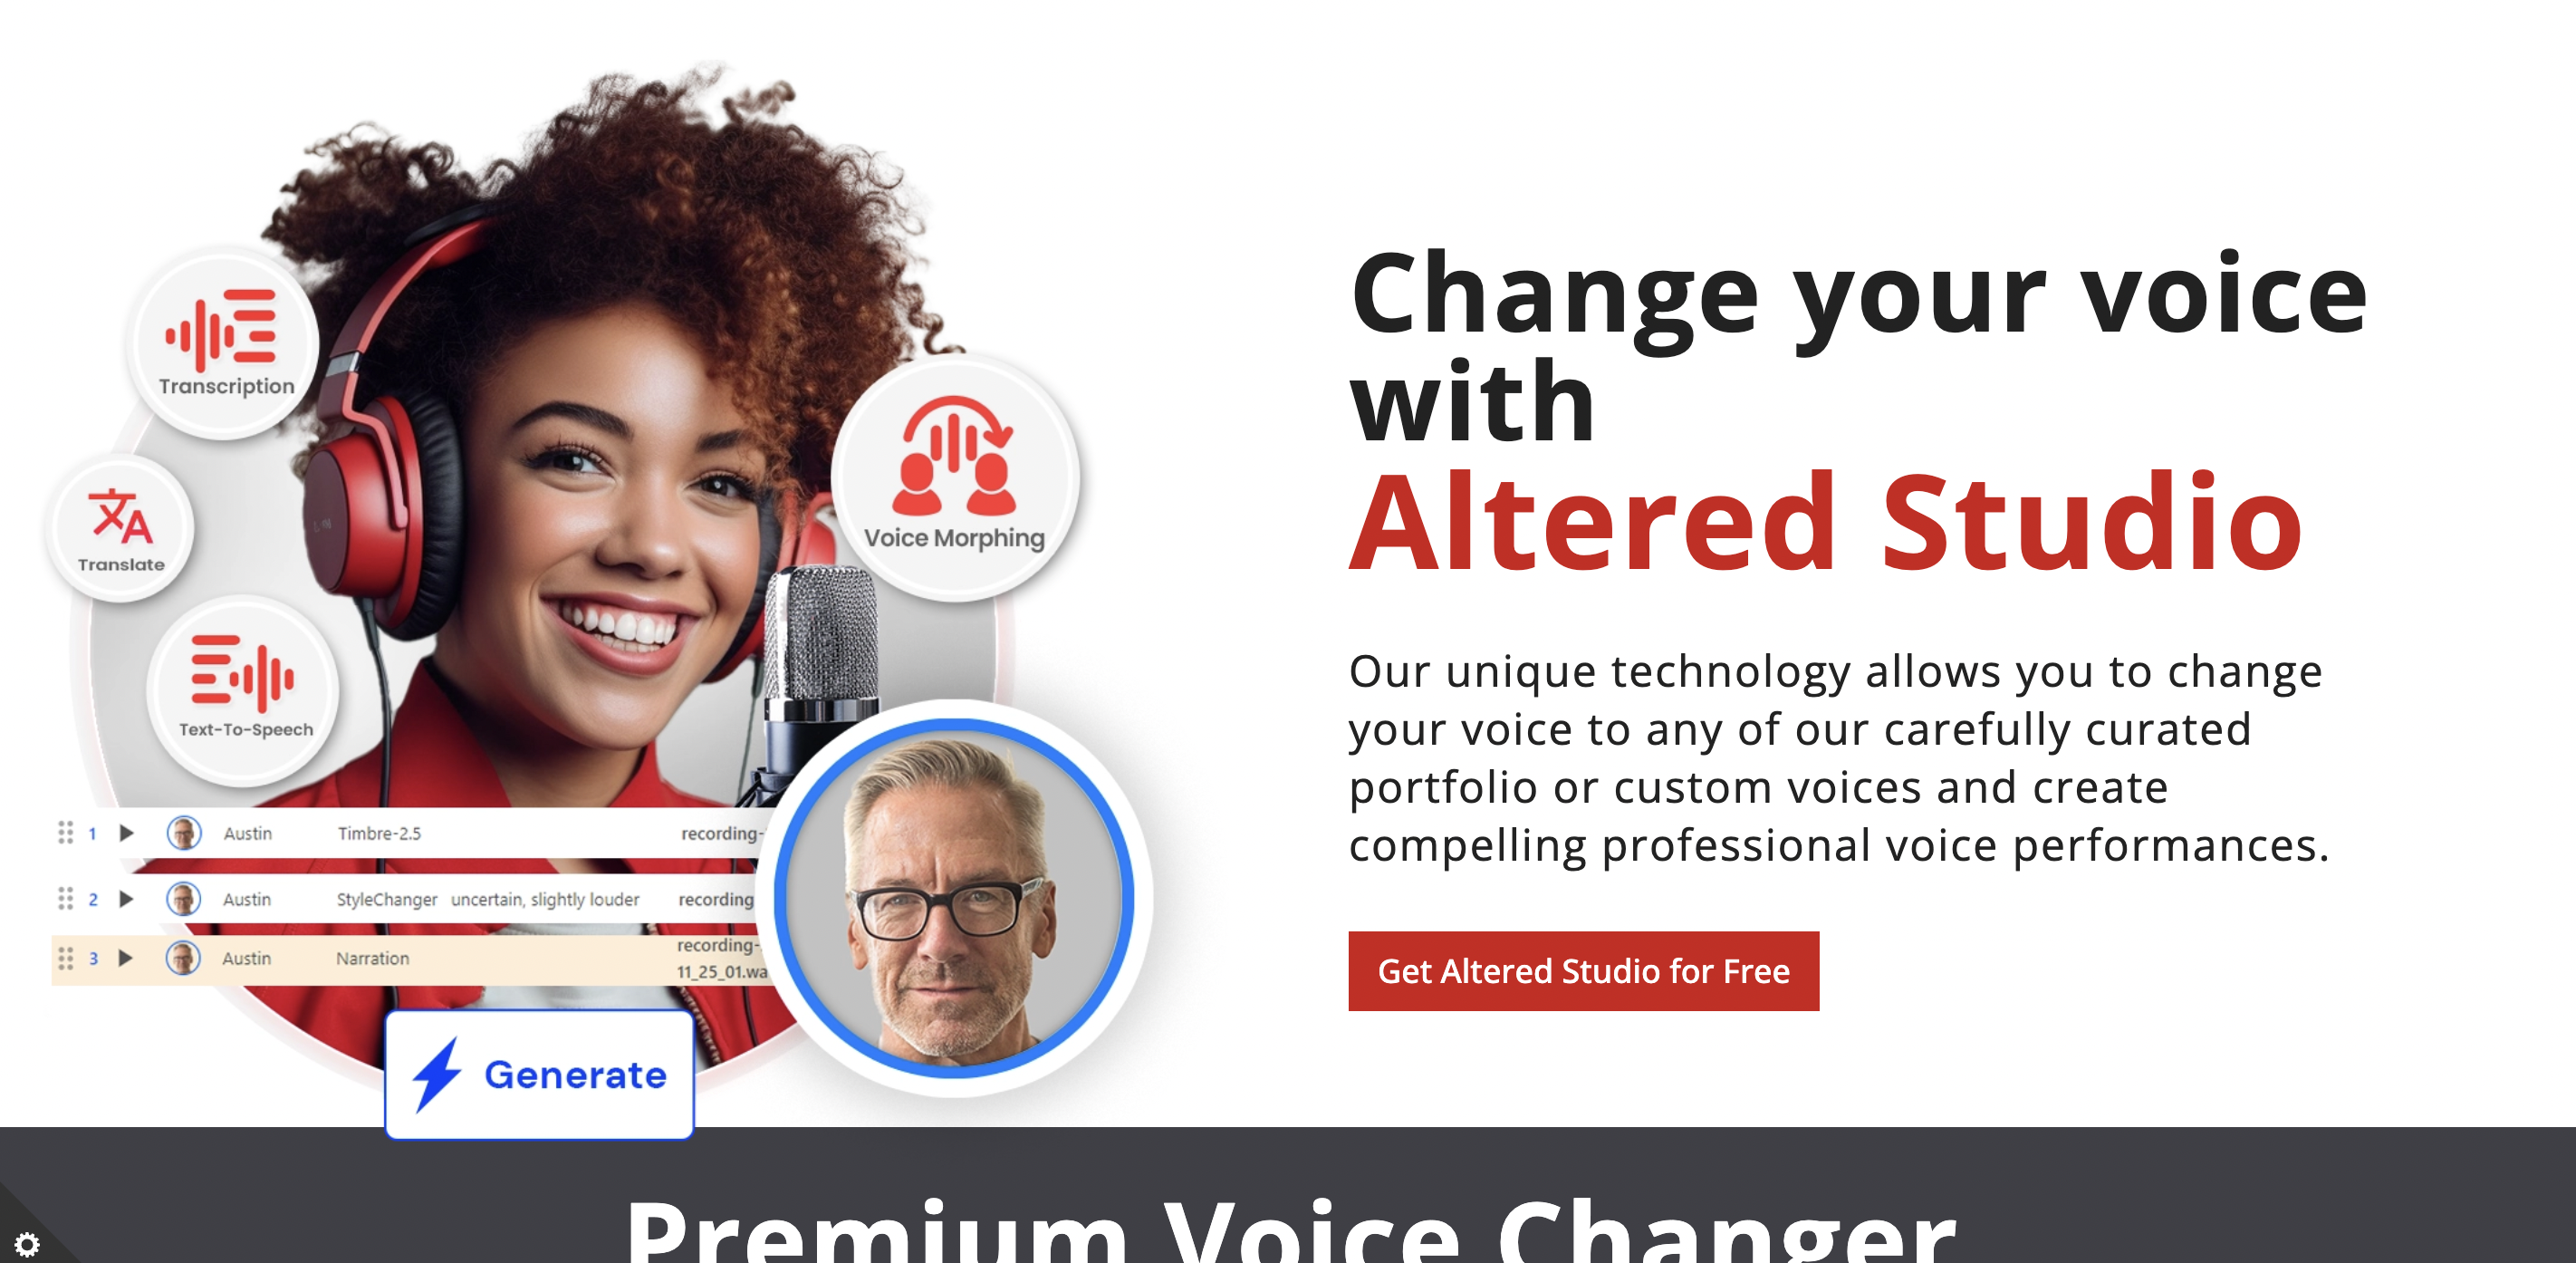 Transcription
Translate
Text-To-Speech
Voice Morphing
1 Austin Timbre-2.5 recording-
2 Austin StyleChanger uncertain, slightly louder recording
3 Austin Narration recording-
11_25_01.wa
Generate
Change your voice
with
Altered Studio
Our unique technology allows you to change
your voice to any of our carefully curated
portfolio or custom voices and create
compelling professional voice performances.
Get Altered Studio for Free
Premium Voice Changer